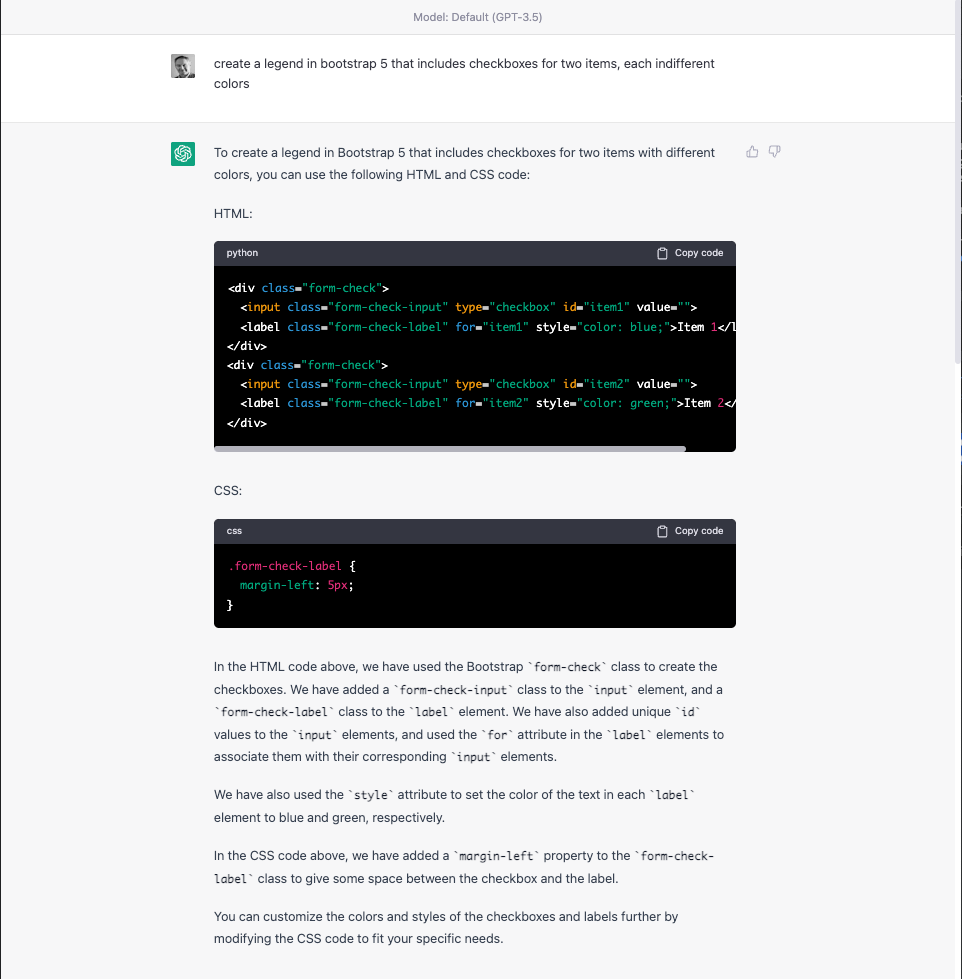 Model: Default (GPT-3.5)
create a legend in bootstrap 5 that includes checkboxes for two items, each indifferent
colors
To create a legend in Bootstrap 5 that includes checkboxes for two items with different
colors, you can use the following HTML and CSS code:
HTML:
python Copy code
<div class="form-check">
  <input class="form-check-input" type="checkbox" id="item1" value="">
  <label class="form-check-label" for="item1" style="color: blue;">Item 1</l
</div>
<div class="form-check">
  <input class="form-check-input" type="checkbox" id="item2" value="">
  <label class="form-check-label" for="item2" style="color: green;">Item 2</
</div>
CSS:
css Copy code
.form-check-label {
  margin-left: 5px;
}
In the HTML code above, we have used the Bootstrap `form-check` class to create the
checkboxes. We have added a `form-check-input` class to the `input` element, and a
`form-check-label` class to the `label` element. We have also added unique `id`
values to the `input` elements, and used the `for` attribute in the `label` elements to
associate them with their corresponding `input` elements.
We have also used the `style` attribute to set the color of the text in each `label`
element to blue and green, respectively.
In the CSS code above, we have added a `margin-left` property to the `form-check-
label` class to give some space between the checkbox and the label.
You can customize the colors and styles of the checkboxes and labels further by
modifying the CSS code to fit your specific needs.